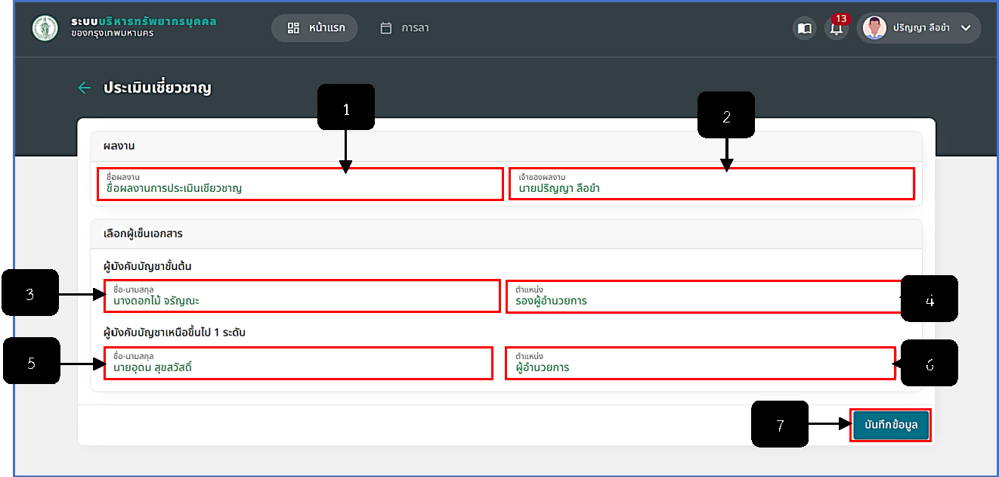 ระบบบริหารทรัพยากรบุคคล
ของกรุงเทพมหานคร
หน้าแรก
การลา
13
ปริญญา ลือขำ
ประเมินเชี่ยวชาญ
1
2
ผลงาน
ชื่อผลงาน
ชื่อผลงานการประเมินเชียวชาญ
เจ้าของผลงาน
นายปริญญา ลือขำ
เลือกผู้เซ็นเอกสาร
ผู้บังคับบัญชาชั้นต้น
3
ชื่อ-นามสกุล
นางดอกไม้ จรัญณะ
ตำแหน่ง
รองผู้อำนวยการ
4
ผู้บังคับบัญชาเหนือขึ้นไป 1 ระดับ
5
ชื่อ-นามสกุล
นายอุดม สุขสวัสดิ์
ตำแหน่ง
ผู้อำนวยการ
6
7
บันทึกข้อมูล